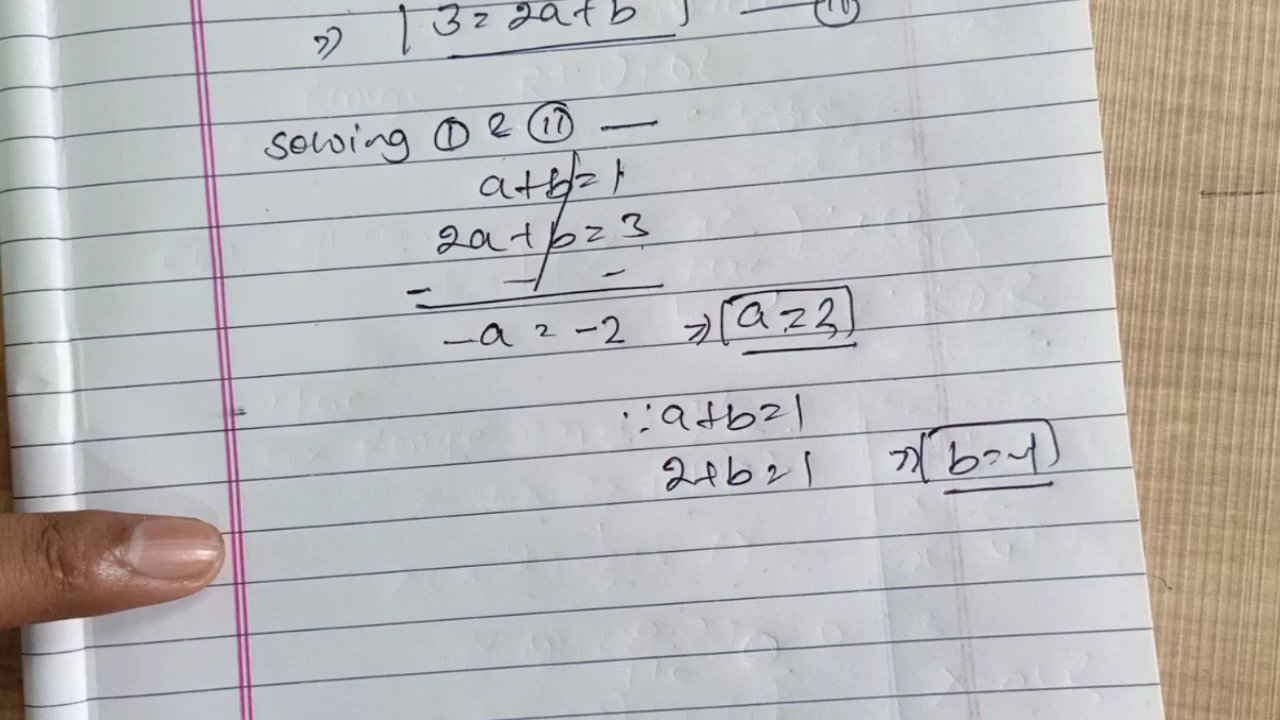 ⇒ | 3 = 2a + b | — (ii)
solving (i) & (ii) —
a + b = 1
2a + b = 3
- - -
-a = -2 ⇒ a = 2
∵ a + b = 1
2 + b = 1 ⇒ b = -1